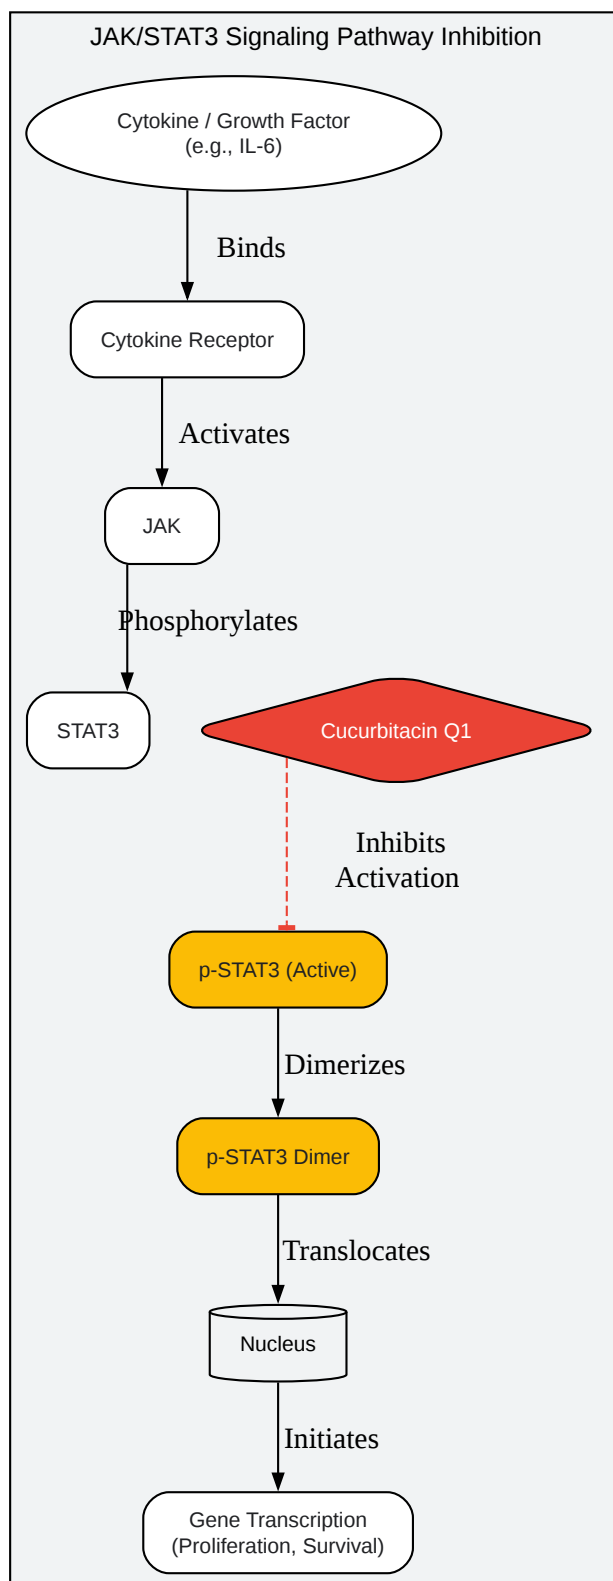 JAK/STAT3 Signaling Pathway Inhibition
Cytokine / Growth Factor
(e.g., IL-6)
Binds
Cytokine Receptor
Activates
JAK
Phosphorylates
STAT3
Cucurbitacin Q1
Inhibits
Activation
p-STAT3 (Active)
Dimerizes
p-STAT3 Dimer
Translocates
Nucleus
Initiates
Gene Transcription
(Proliferation, Survival)